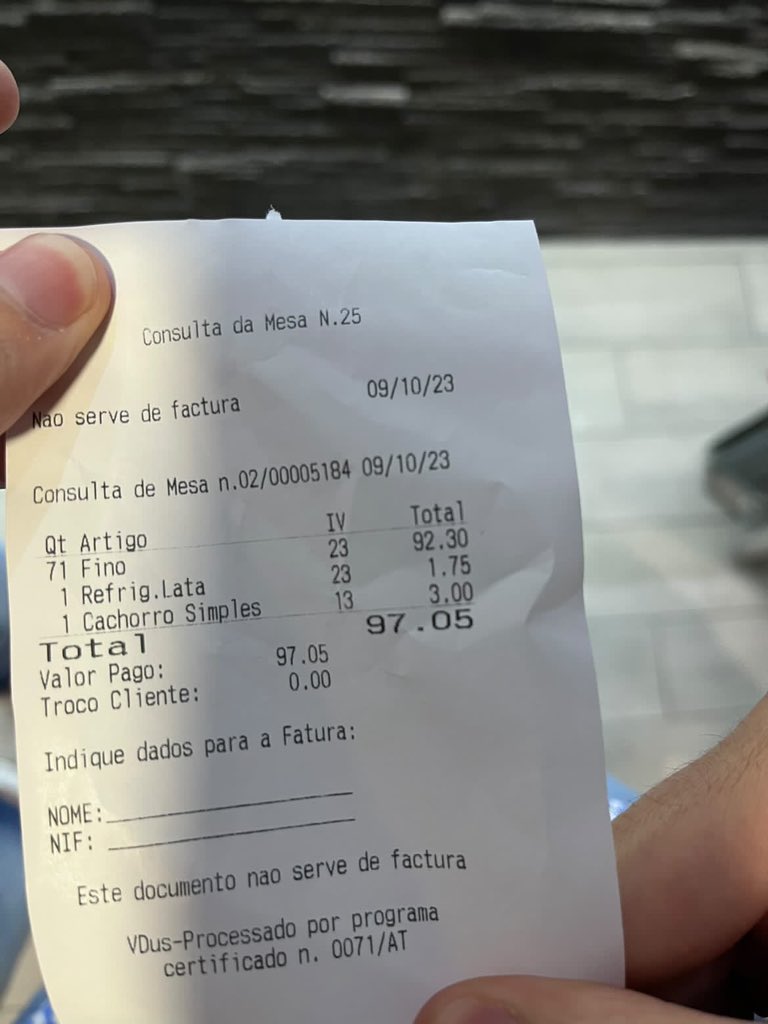 Consulta da Mesa N.25
09/10/23
Nao serve de factura
Consulta de Mesa n.02/00005184 09/10/23
Qt Artigo IV Total
71 Fino 23 92.30
1 Refrig.Lata 23 1.75
1 Cachorro Simples 13 3.00
Total 97.05
Valor Pago: 97.05
Troco Cliente: 0.00
Indique dados para a Fatura:
NOME:
NIF:
Este documento nao serve de factura
VDus-Processado por programa
certificado n. 0071/AT